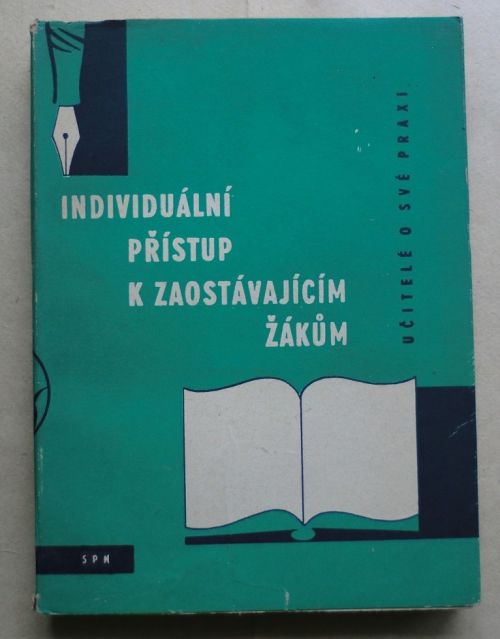 INDIVIDUÁLNÍ
PŘÍSTUP
K ZAOSTÁVAJÍCÍM
ŽÁKŮM
UČITELÉ O SVÉ PRAXI
SPN